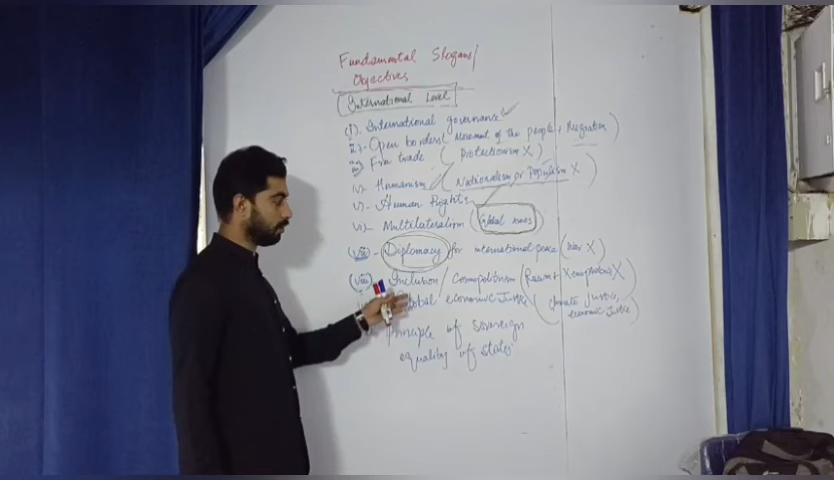 Fundamental Slogans/
Objectives
International Level
(i). International governance
ii). Open borders (Movement of the people + Migration)
iii) Free trade (Protectionism X)
iv). Humanism (Nationalism or Populism X)
v). Human Rights
vi). Multilateralism (Global issues)
(vii) - Diplomacy for international peace (War X)
(viii) - Inclusion / Cosmopolitnism (Racism + Xenophobia X)
Global economic Justice (climate Justice,
economic Justice)
Principle of Sovereign
equality of states